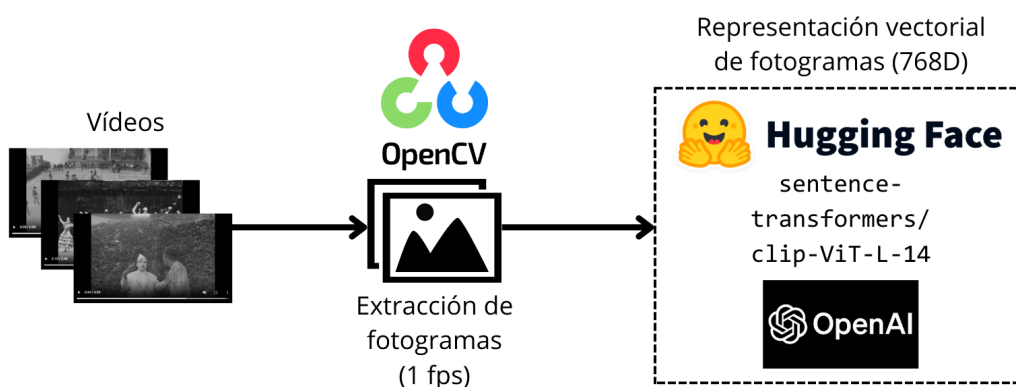 Vídeos
OpenCV
Extracción de
fotogramas
(1 fps)
Representación vectorial
de fotogramas (768D)
Hugging Face
sentence-
transformers/
clip-ViT-L-14
OpenAI